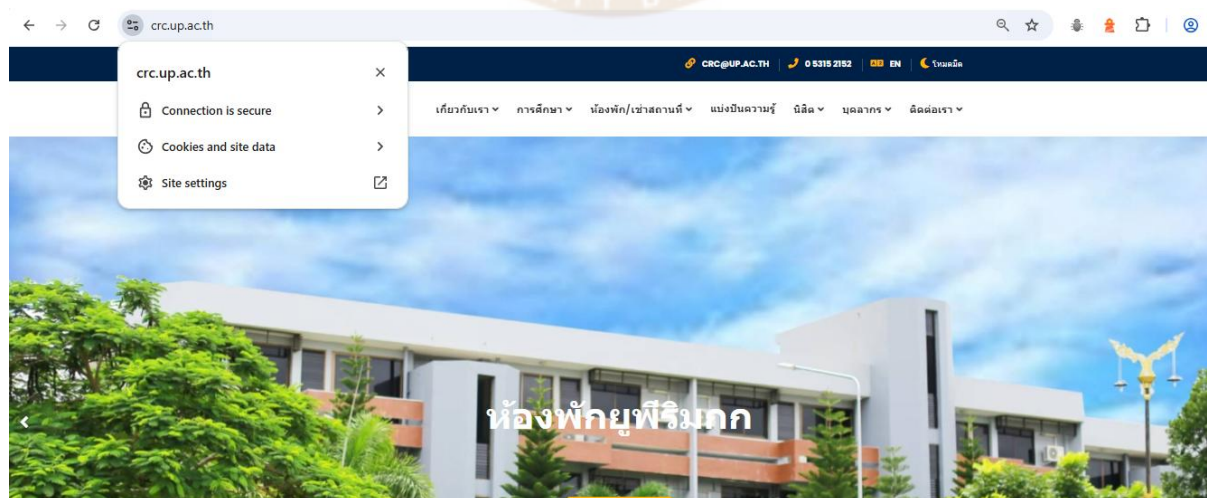 crc.up.ac.th
CRC@UP.AC.TH 0 5315 2152 EN โหมดมืด
crc.up.ac.th
Connection is secure
Cookies and site data
Site settings
เกี่ยวกับเรา การศึกษา ห้องพัก/เช่าสถานที่ แบ่งปันความรู้ นิสิต บุคลากร ติดต่อเรา
ห้องพักยูพีริมกก